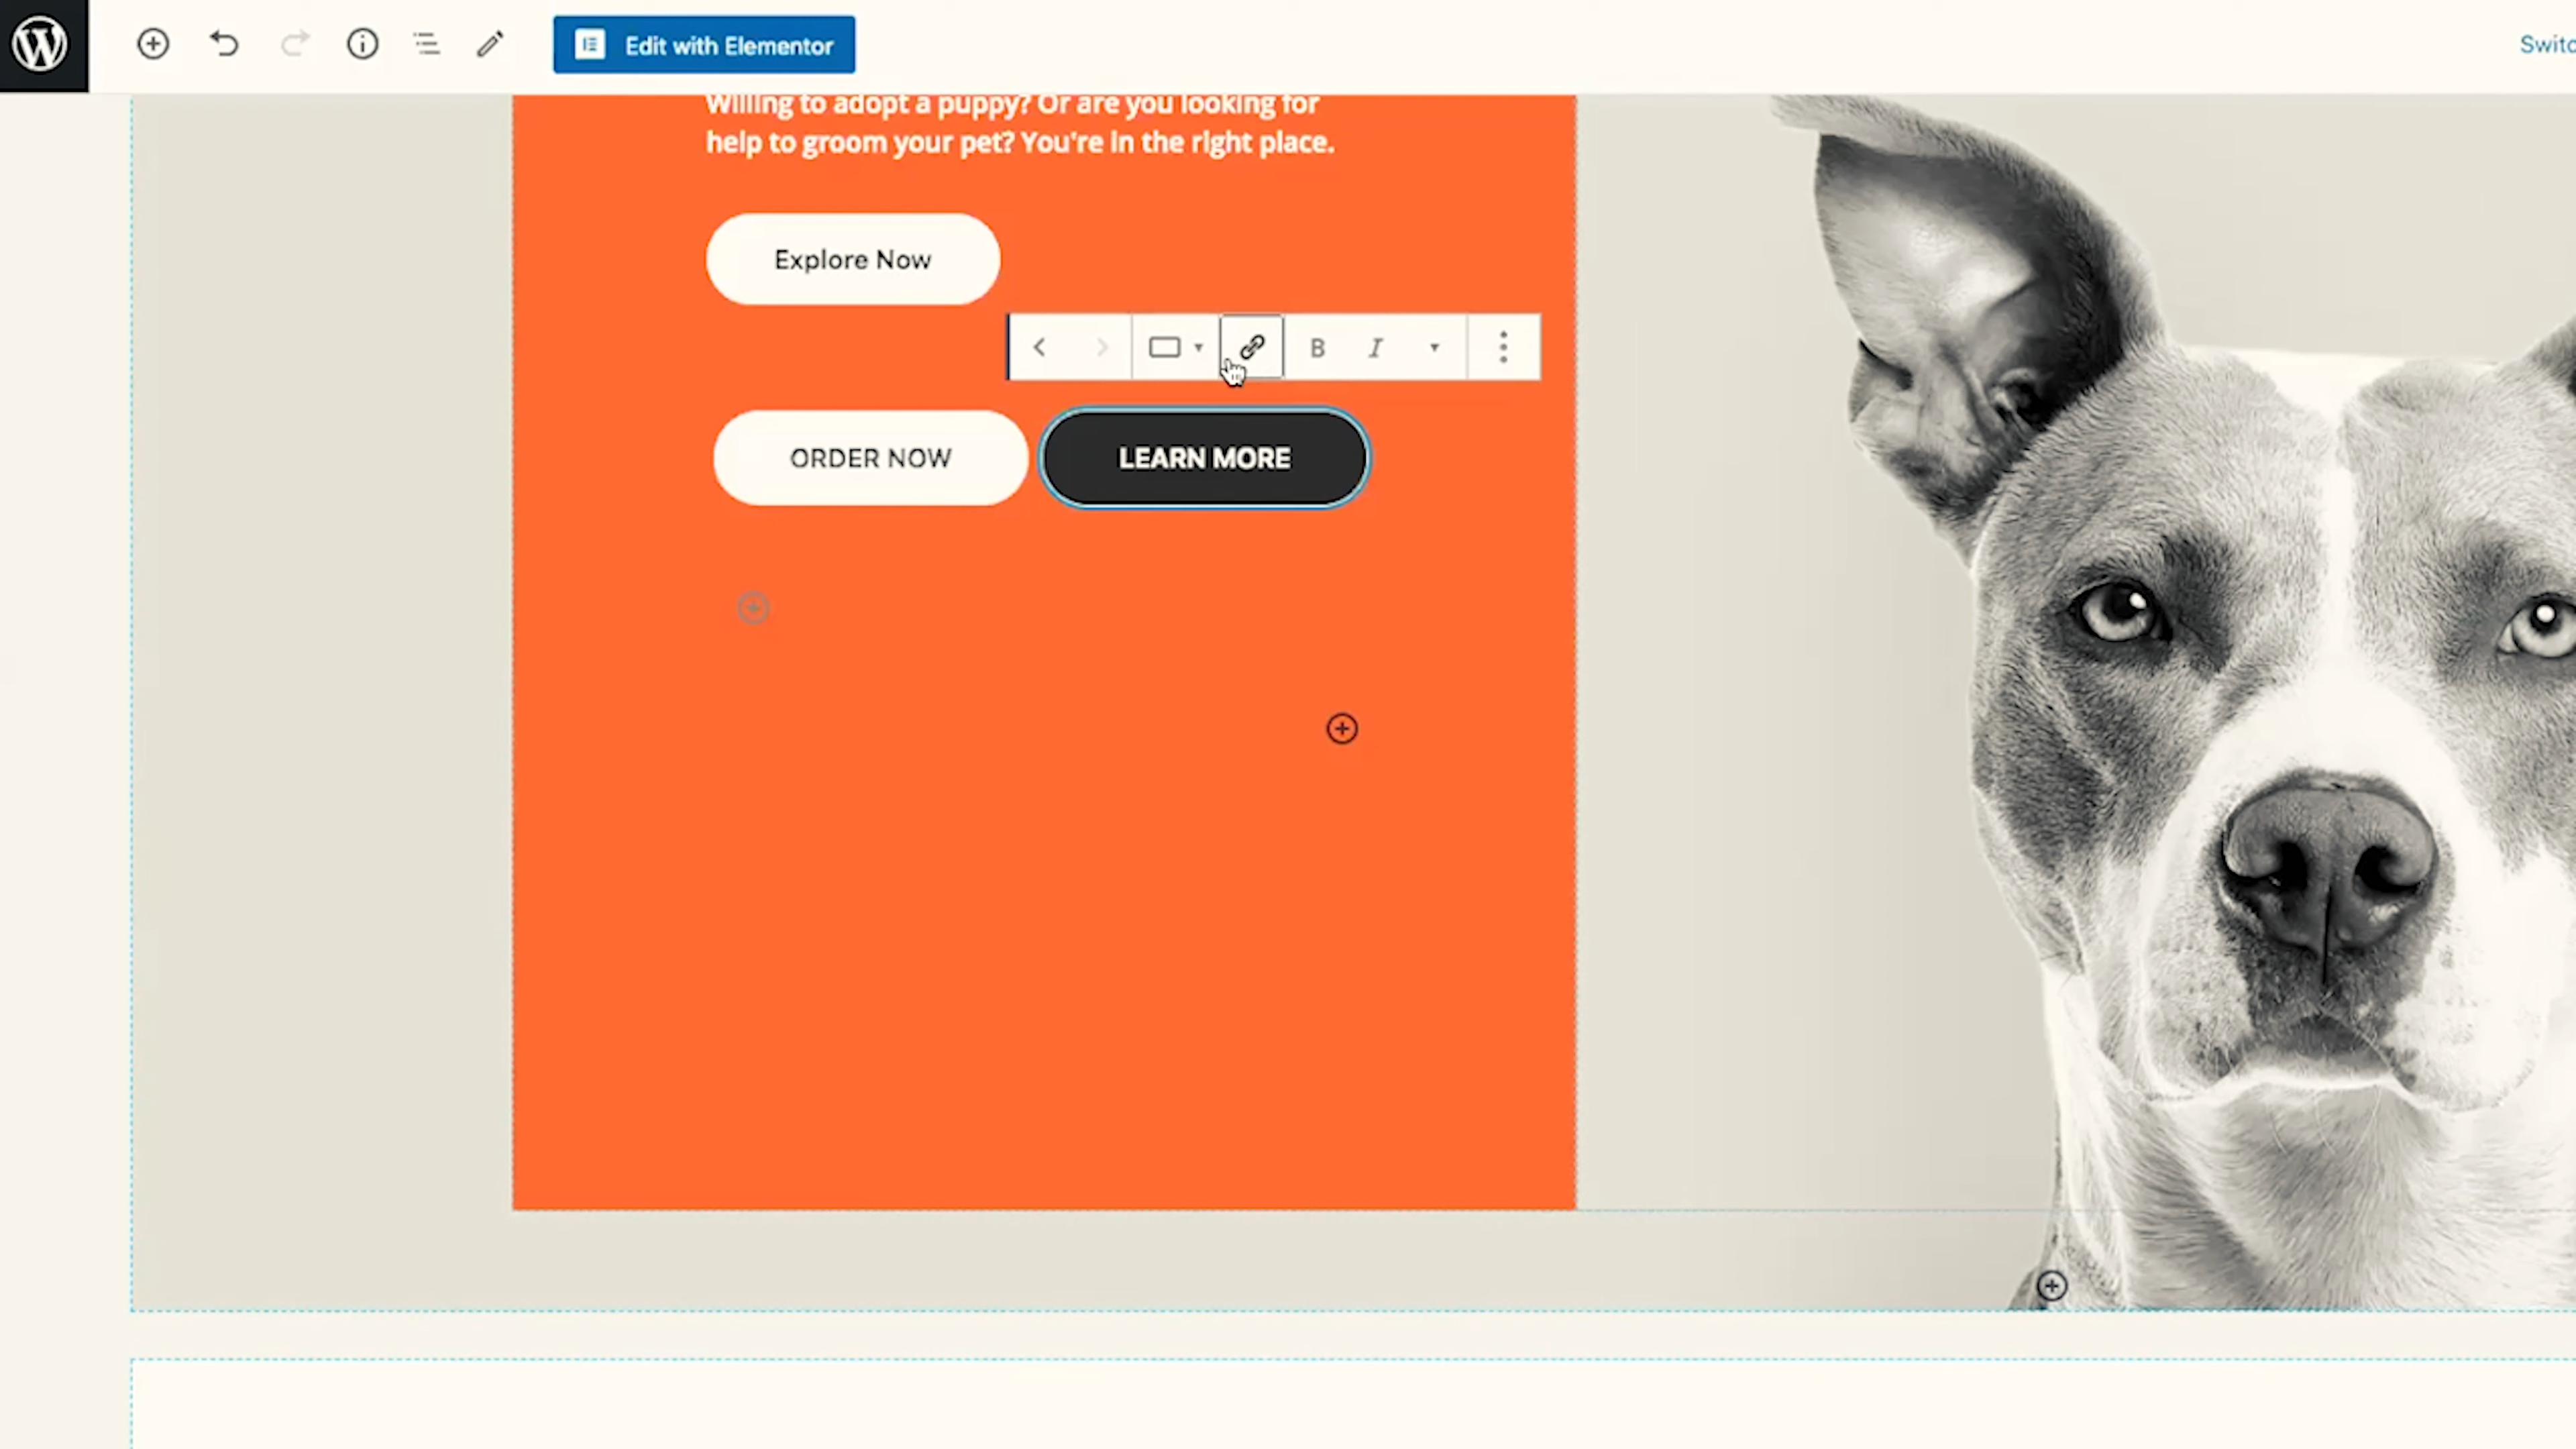 Edit with Elementor
Switc
Willing to adopt a puppy? Or are you looking for
help to groom your pet? You're in the right place.
Explore Now
B I
ORDER NOW
LEARN MORE